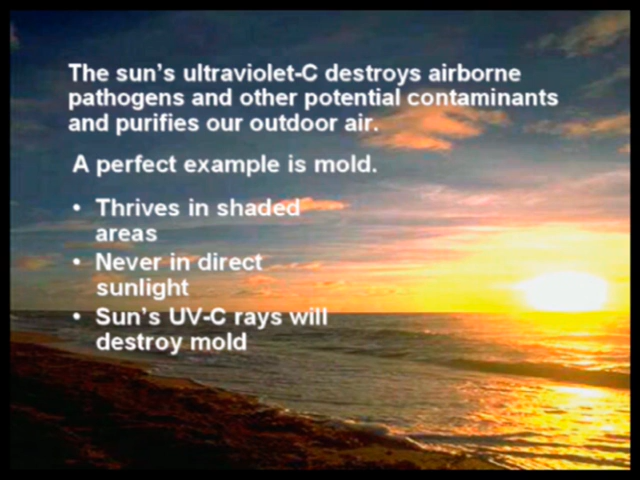 The sun's ultraviolet-C destroys airborne
pathogens and other potential contaminants
and purifies our outdoor air.
A perfect example is mold.
• Thrives in shaded
areas
• Never in direct
sunlight
• Sun's UV-C rays will
destroy mold